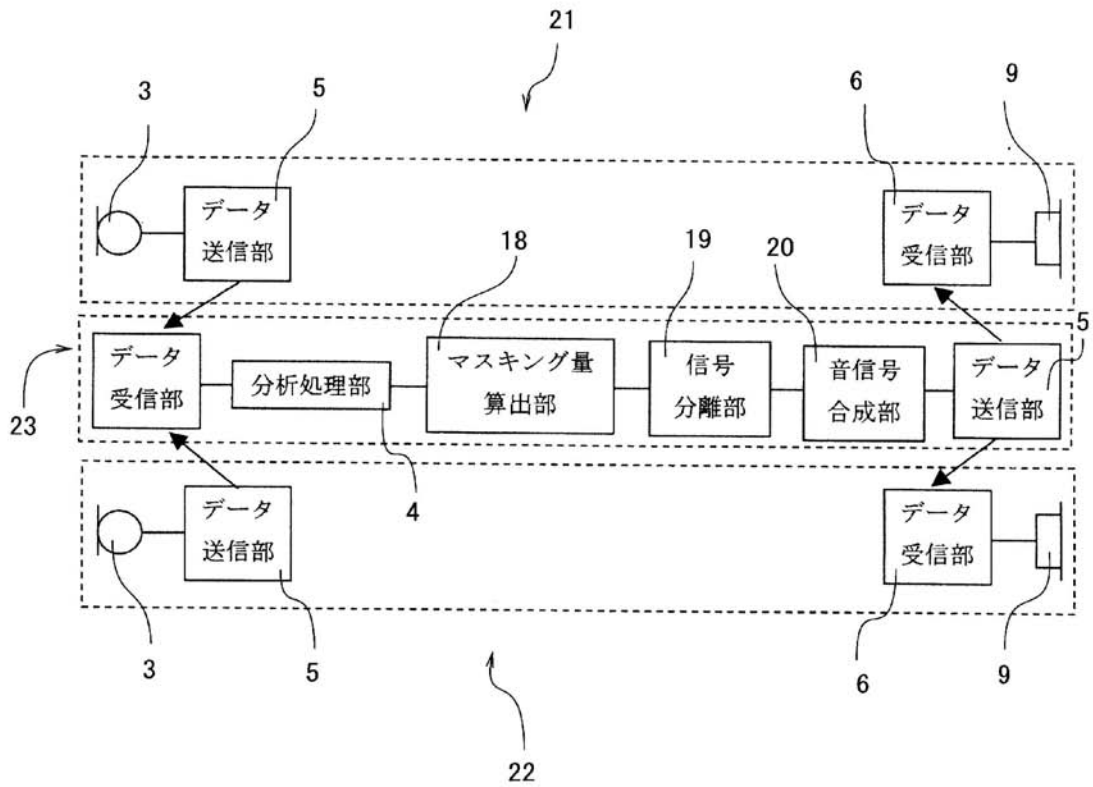 21
3
5
6
9
データ
送信部
データ
受信部
18
19
20
5
データ
受信部
分析処理部
マスキング量
算出部
信号
分離部
音信号
合成部
データ
送信部
23
4
データ
送信部
データ
受信部
3
5
6
9
22